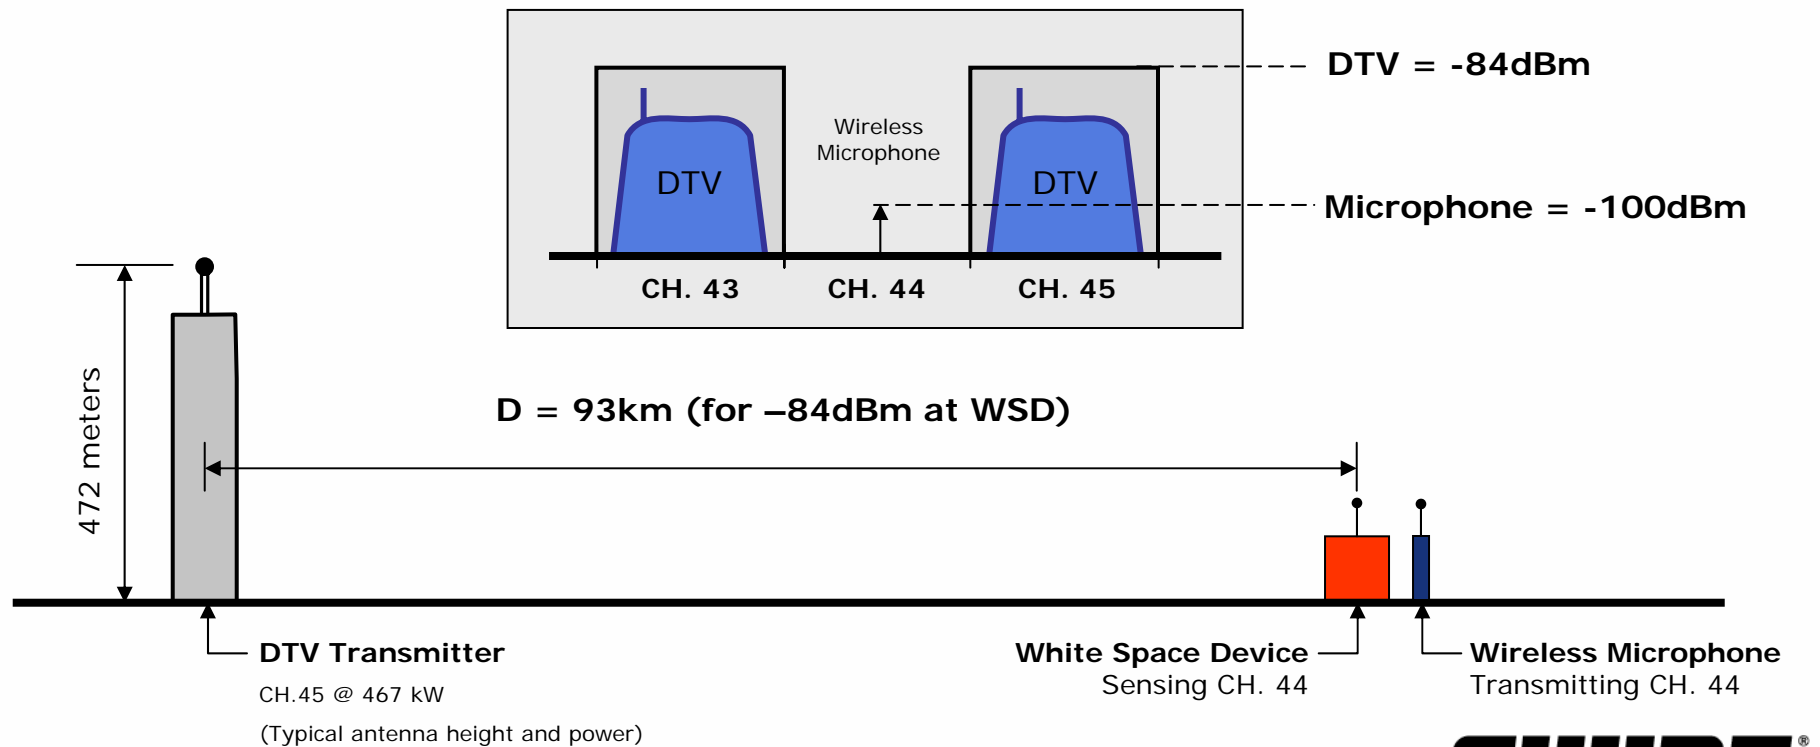 DTV = -84dBm
Wireless
Microphone
DTV
DTV
Microphone = -100dBm
CH. 43
CH. 44
CH. 45
472 meters
D = 93km (for –84dBm at WSD)
DTV Transmitter
CH.45 @ 467 kW
(Typical antenna height and power)
White Space Device
Sensing CH. 44
Wireless Microphone
Transmitting CH. 44
®